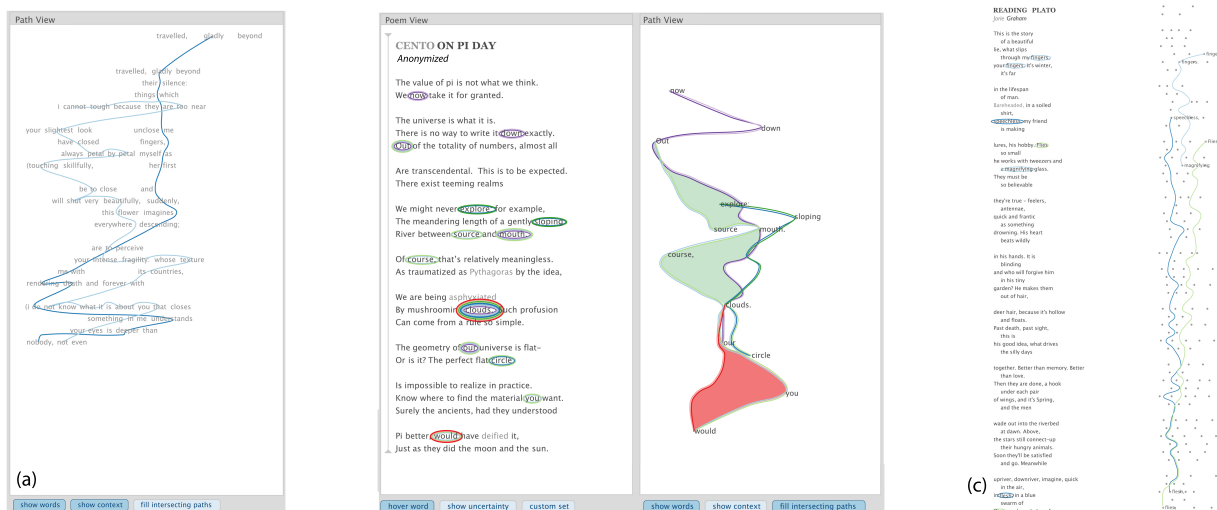 Path View
travelled, gladly beyond
travelled, gladly beyond
their silence:
things which
i cannot tough because they are too near
your slightest look unclose me
have closed fingers,
always petal by petal myself as
(touching skillfully, her first
be to close and
will shut very beautifully, suddenly,
this flower imagines
everywhere descending;
are to perceive
your intense fragility whose texture
me with its countries,
rendering death and forever with
(i do not know what it is about you that closes
something in me understands
your eyes is deeper than
nobody, not even
(a)
show words show context fill intersecting paths
Poem View
CENTO ON PI DAY
Anonymized
The value of pi is not what we think.
We now take it for granted.
The universe is what it is.
There is no way to write it down exactly.
Out of the totality of numbers, almost all
Are transcendental. This is to be expected.
There exist teeming realms
We might never explore, for example,
The meandering length of a gently sloping
River between source and mouth.
Of course, that's relatively meaningless.
As traumatized as Pythagoras by the idea,
We are being asphyxiated
By mushrooming clouds. Such profusion
Can come from a rule so simple.
The geometry of our universe is flat–
Or is it? The perfect flat circle
Is impossible to realize in practice.
Know where to find the material you want.
Surely the ancients, had they understood
Pi better, would have deified it,
Just as they did the moon and the sun.
hover word show uncertainty custom set
Path View
now
down
Out
explore,
sloping
source mouth.
course,
clouds.
our
circle
you
would
show words show context fill intersecting paths
(c)
READING PLATO
Jorie Graham
This is the story
of a beautiful
lie, what slips
through my fingers,
your fingers. It's winter,
it's far
in the lifespan
of man.
Bareheaded, in a soiled
shirt,
speechless, my friend
is making
lures, his hobby. Flies
so small
he works with tweezers and
a magnifying glass.
They must be
so believable
they're true – feelers,
antennae,
quick and frantic
as something
drowning. His heart
beats wildly
in his hands. It is
blinding
and who will forgive him
in his tiny
garden? He makes them
out of hair,
deer hair, because it's hollow
and floats.
Past death, past sight,
this is
his good idea, what drives
the silly days
together. Better than memory. Better
than love.
Then they are done, a hook
under each pair
of wings, and it's Spring,
and the men
wade out into the riverbed
at dawn. Above,
the stars still connect-up
their hungry animals.
Soon they'll be satisfied
and go. Meanwhile
upriver, downriver, imagine, quick
in the air,
in flesh, in a blue
swarm of
fingers,
speechless,
magnifying
flesh,